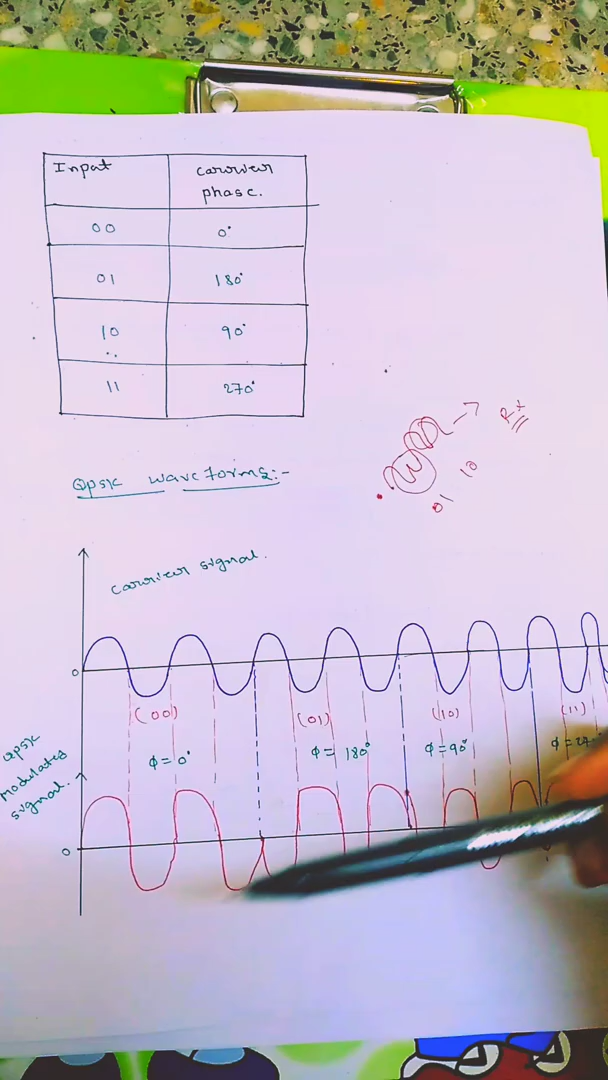 Input carrier phase.
00 0°
01 180°
10 90°
11 270°
Rx
01 10
Qpsk waveforms:-
carrier signal.
0
(00) (01) (10) (11)
Qpsk modulated signal.
ϕ = 0° ϕ = 180° ϕ = 90°
0